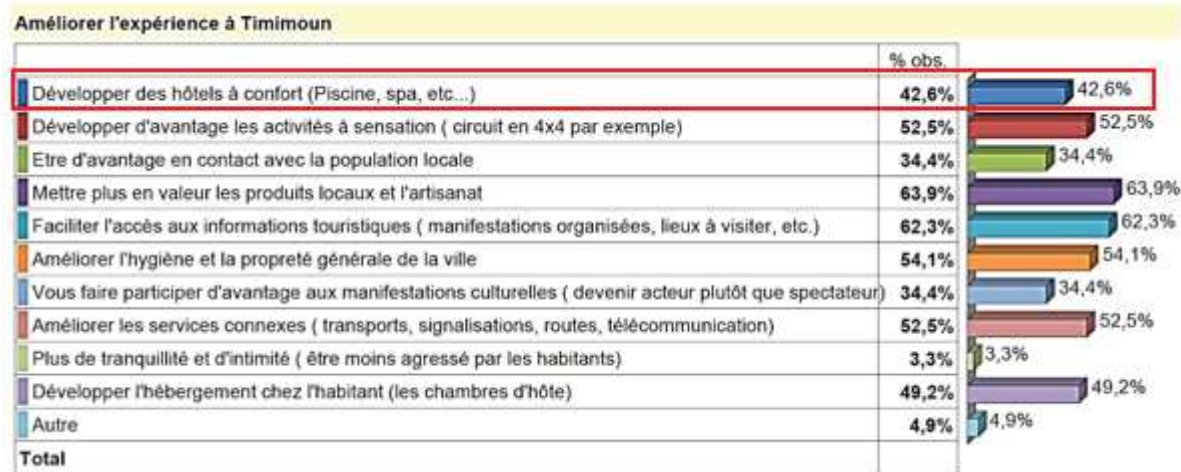 Améliorer l'expérience à Timimoun
% obs.
Développer des hôtels à confort (Piscine, spa, etc...) 42,6% 42,6%
Développer d'avantage les activités à sensation ( circuit en 4x4 par exemple) 52,5% 52,5%
Etre d'avantage en contact avec la population locale 34,4% 34,4%
Mettre plus en valeur les produits locaux et l'artisanat 63,9% 63,9%
Faciliter l'accès aux informations touristiques ( manifestations organisées, lieux à visiter, etc.) 62,3% 62,3%
Améliorer l'hygiène et la propreté générale de la ville 54,1% 54,1%
Vous faire participer d'avantage aux manifestations culturelles ( devenir acteur plutôt que spectateur) 34,4% 34,4%
Améliorer les services connexes ( transports, signalisations, routes, télécommunication) 52,5% 52,5%
Plus de tranquillité et d'intimité ( être moins agressé par les habitants) 3,3% 3,3%
Développer l'hébergement chez l'habitant (les chambres d'hôte) 49,2% 49,2%
Autre 4,9% 4,9%
Total